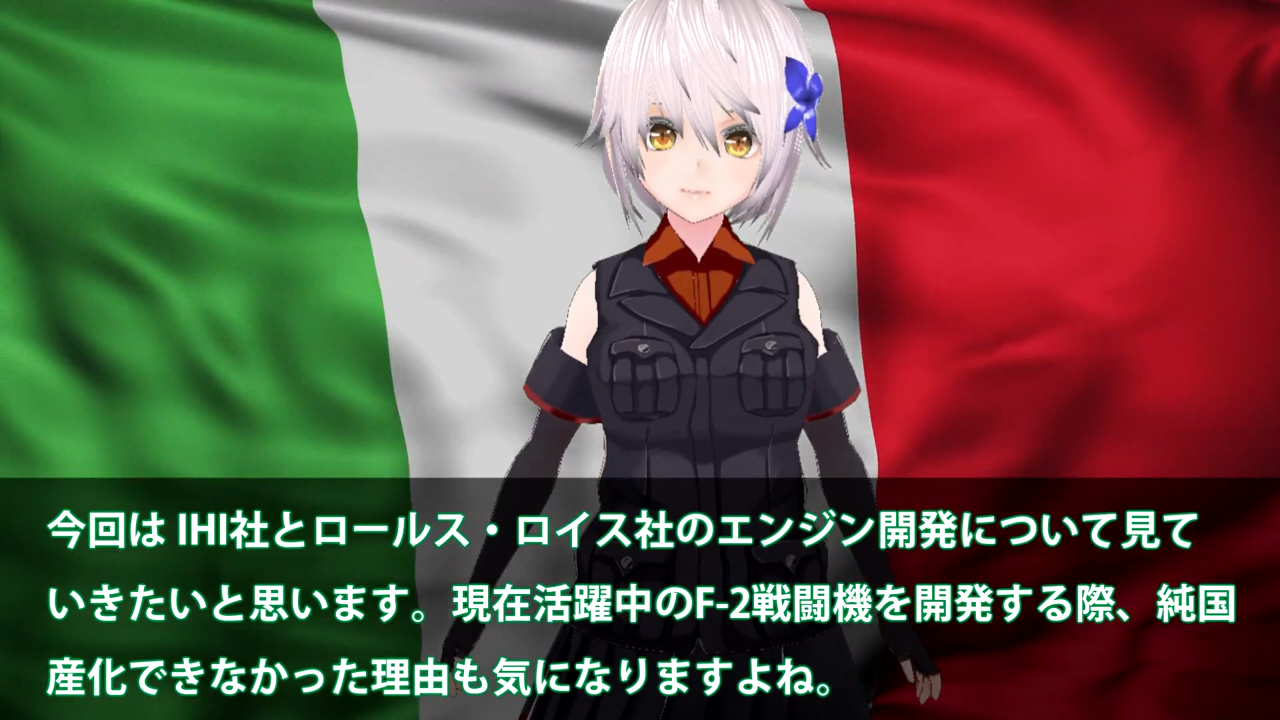 今回は IHI社とロールス・ロイス社のエンジン開発について見て
いきたいと思います。現在活躍中のF-2戦闘機を開発する際、純国
産化できなかった理由も気になりますよね。